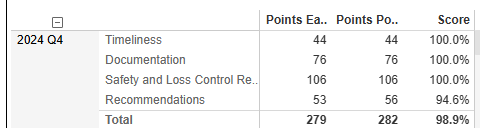 Points Ea.. Points Po.. Score
2024 Q4 Timeliness 44 44 100.0%
Documentation 76 76 100.0%
Safety and Loss Control Re.. 106 106 100.0%
Recommendations 53 56 94.6%
Total 279 282 98.9%